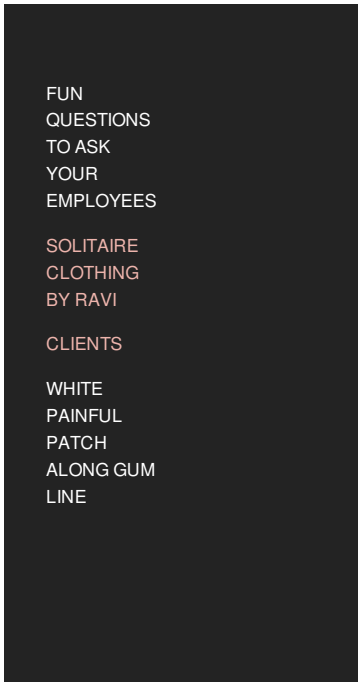 FUN
QUESTIONS
TO ASK
YOUR
EMPLOYEES
SOLITAIRE
CLOTHING
BY RAVI
CLIENTS
WHITE
PAINFUL
PATCH
ALONG GUM
LINE